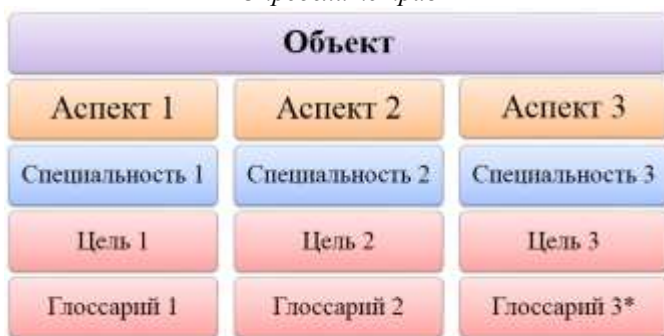 Объект
Аспект 1 Аспект 2 Аспект 3
Специальность 1 Специальность 2 Специальность 3
Цель 1 Цель 2 Цель 3
Глоссарий 1 Глоссарий 2 Глоссарий 3*